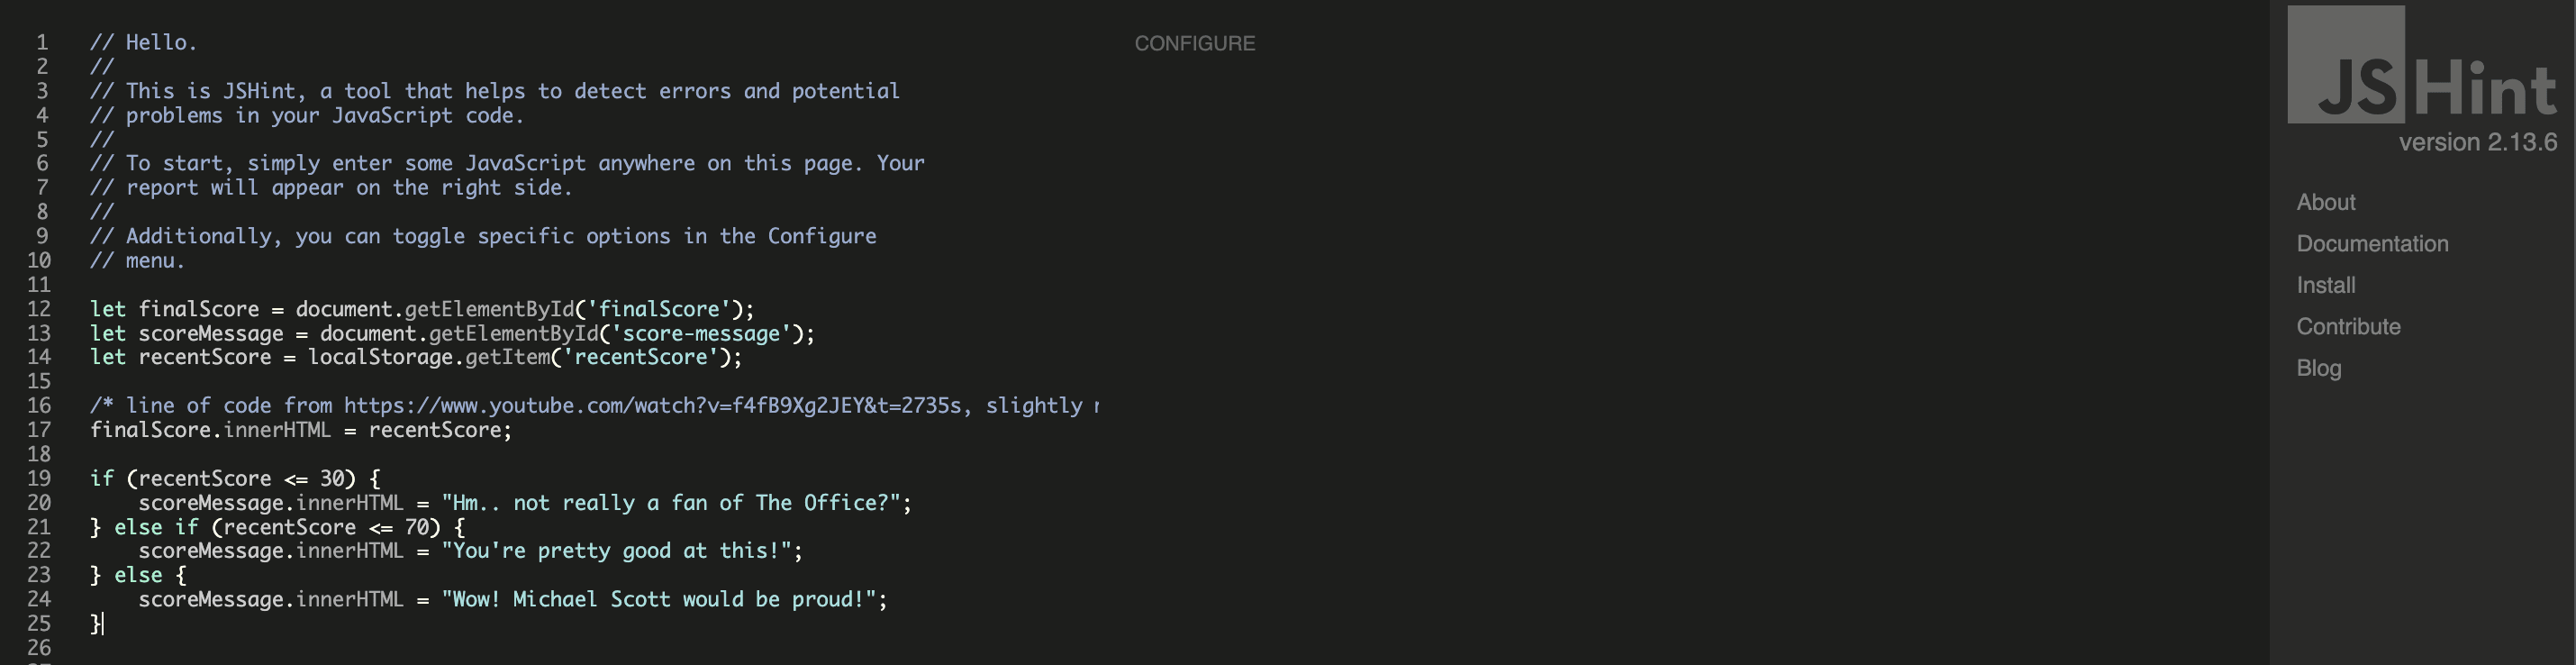 1 // Hello.
2 //
3 // This is JSHint, a tool that helps to detect errors and potential
4 // problems in your JavaScript code.
5 //
6 // To start, simply enter some JavaScript anywhere on this page. Your
7 // report will appear on the right side.
8 //
9 // Additionally, you can toggle specific options in the Configure
10 // menu.
11
12 let finalScore = document.getElementById('finalScore');
13 let scoreMessage = document.getElementById('score-message');
14 let recentScore = localStorage.getItem('recentScore');
15
16 /* line of code from https://www.youtube.com/watch?v=f4fB9Xg2JEY&t=2735s, slightly
17 finalScore.innerHTML = recentScore;
18
19 if (recentScore <= 30) {
20     scoreMessage.innerHTML = "Hm.. not really a fan of The Office?";
21 } else if (recentScore <= 70) {
22     scoreMessage.innerHTML = "You're pretty good at this!";
23 } else {
24     scoreMessage.innerHTML = "Wow! Michael Scott would be proud!";
25 }
26
CONFIGURE
JSHint
version 2.13.6
About
Documentation
Install
Contribute
Blog